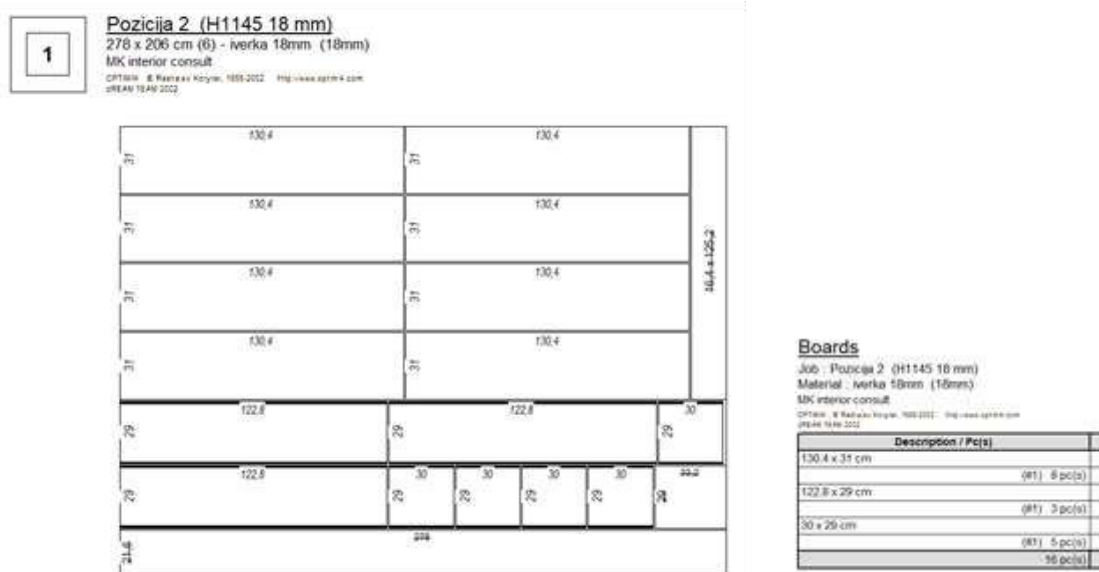 1
Pozicija 2 (H1145 18 mm)
278 x 206 cm (6) - iverka 18mm (18mm)
MK interior consult
130,4
130,4
31
31
130,4
130,4
31
31
130,4
130,4
31
31
130,4
130,4
31
31
122,8
122,8
30
29
29
29
122,8
30
30
30
30
29
29
29
29
29
278
21,6
Boards
Job : Pozicija 2 (H1145 18 mm)
Material : iverka 18mm (18mm)
MK interior consult
Description / Pc(s)
130.4 x 31 cm
(#1) 8 pc(s)
122.8 x 29 cm
(#1) 3 pc(s)
30 x 29 cm
(#1) 5 pc(s)
16 pc(s)